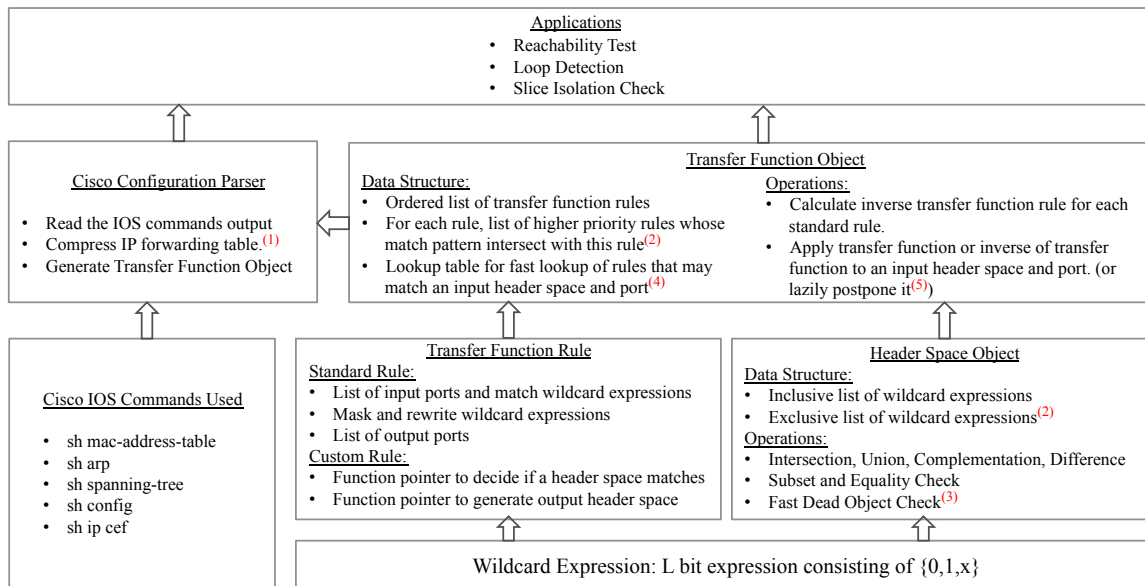 Applications
• Reachability Test
• Loop Detection
• Slice Isolation Check
Cisco Configuration Parser
• Read the IOS commands output
• Compress IP forwarding table.(1)
• Generate Transfer Function Object
Transfer Function Object
Data Structure:
• Ordered list of transfer function rules
• For each rule, list of higher priority rules whose
match pattern intersect with this rule(2)
• Lookup table for fast lookup of rules that may
match an input header space and port(4)
Operations:
• Calculate inverse transfer function rule for each
standard rule.
• Apply transfer function or inverse of transfer
function to an input header space and port. (or
lazily postpone it(5))
Cisco IOS Commands Used
• sh mac-address-table
• sh arp
• sh spanning-tree
• sh config
• sh ip cef
Transfer Function Rule
Standard Rule:
• List of input ports and match wildcard expressions
• Mask and rewrite wildcard expressions
• List of output ports
Custom Rule:
• Function pointer to decide if a header space matches
• Function pointer to generate output header space
Header Space Object
Data Structure:
• Inclusive list of wildcard expressions
• Exclusive list of wildcard expressions(2)
Operations:
• Intersection, Union, Complementation, Difference
• Subset and Equality Check
• Fast Dead Object Check(3)
Wildcard Expression: L bit expression consisting of {0,1,x}